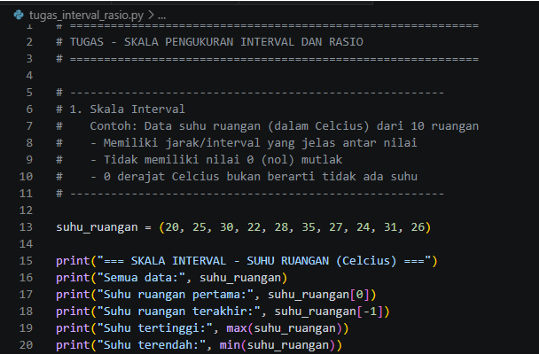 tugas_interval_rasio.py > ...
1 # ============================================================
2 # TUGAS - SKALA PENGUKURAN INTERVAL DAN RASIO
3 # ============================================================
4
5 # -------------------------------------------------------
6 # 1. Skala Interval
7 #    Contoh: Data suhu ruangan (dalam Celcius) dari 10 ruangan
8 #    - Memiliki jarak/interval yang jelas antar nilai
9 #    - Tidak memiliki nilai 0 (nol) mutlak
10 #    - 0 derajat Celcius bukan berarti tidak ada suhu
11 # -------------------------------------------------------
12
13 suhu_ruangan = (20, 25, 30, 22, 28, 35, 27, 24, 31, 26)
14
15 print("=== SKALA INTERVAL - SUHU RUANGAN (Celcius) ===")
16 print("Semua data:", suhu_ruangan)
17 print("Suhu ruangan pertama:", suhu_ruangan[0])
18 print("Suhu ruangan terakhir:", suhu_ruangan[-1])
19 print("Suhu tertinggi:", max(suhu_ruangan))
20 print("Suhu terendah:", min(suhu_ruangan))